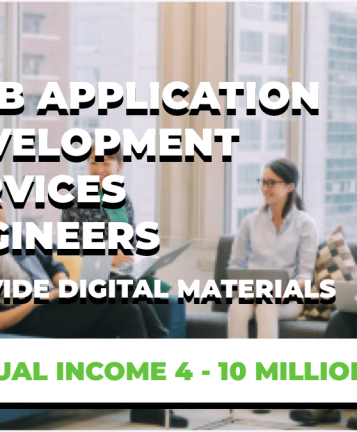 B APPLICATION
VELOPMENT
RVICES
GINEERS
VIDE DIGITAL MATERIALS
UAL INCOME 4 - 10 MILLION